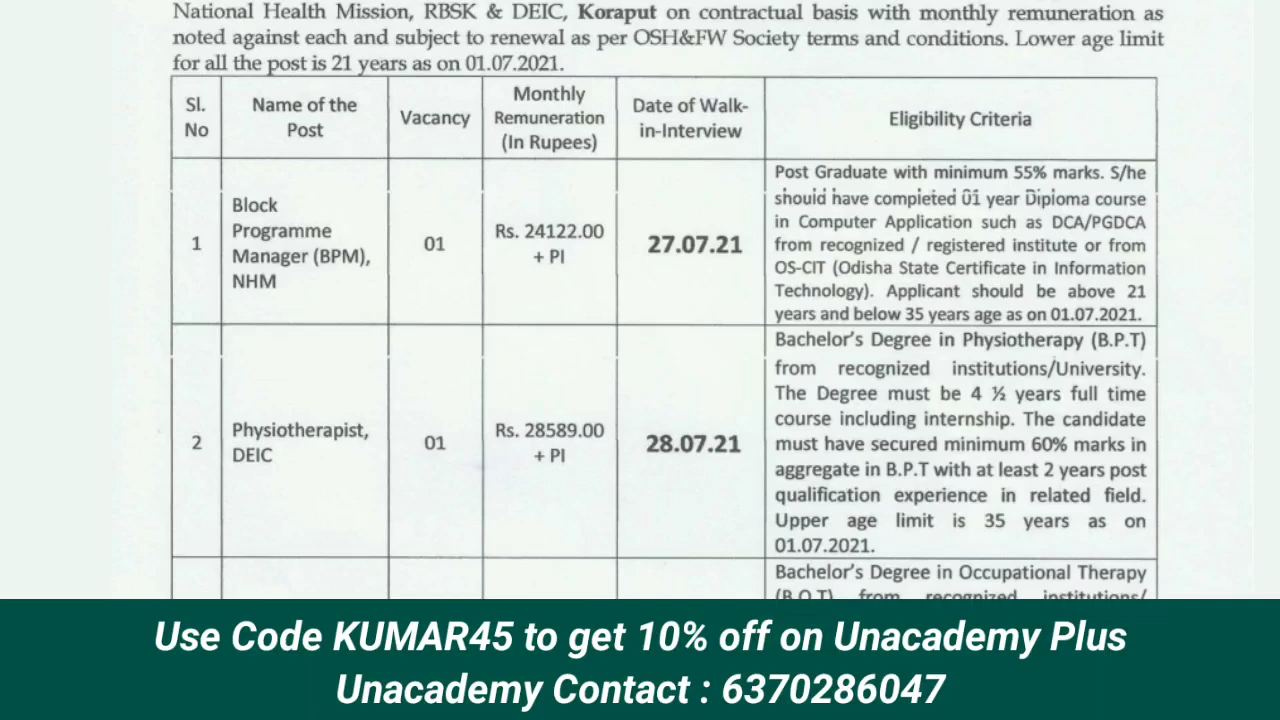 National Health Mission, RBSK & DEIC, Koraput on contractual basis with monthly remuneration as
noted against each and subject to renewal as per OSH&FW Society terms and conditions. Lower age limit
for all the post is 21 years as on 01.07.2021.
Sl.
No
Name of the
Post
Vacancy
Monthly
Remuneration
(In Rupees)
Date of Walk-
in-Interview
Eligibility Criteria
1
Block
Programme
Manager (BPM),
NHM
01
Rs. 24122.00
+ PI
27.07.21
Post Graduate with minimum 55% marks. S/he
should have completed 01 year Diploma course
in Computer Application such as DCA/PGDCA
from recognized / registered institute or from
OS-CIT (Odisha State Certificate in Information
Technology). Applicant should be above 21
years and below 35 years age as on 01.07.2021.
2
Physiotherapist,
DEIC
01
Rs. 28589.00
+ PI
28.07.21
Bachelor's Degree in Physiotherapy (B.P.T)
from recognized institutions/University.
The Degree must be 4 ½ years full time
course including internship. The candidate
must have secured minimum 60% marks in
aggregate in B.P.T with at least 2 years post
qualification experience in related field.
Upper age limit is 35 years as on
01.07.2021.
Bachelor's Degree in Occupational Therapy
(B.O.T) from recognized institutions/
Use Code KUMAR45 to get 10% off on Unacademy Plus
Unacademy Contact : 6370286047